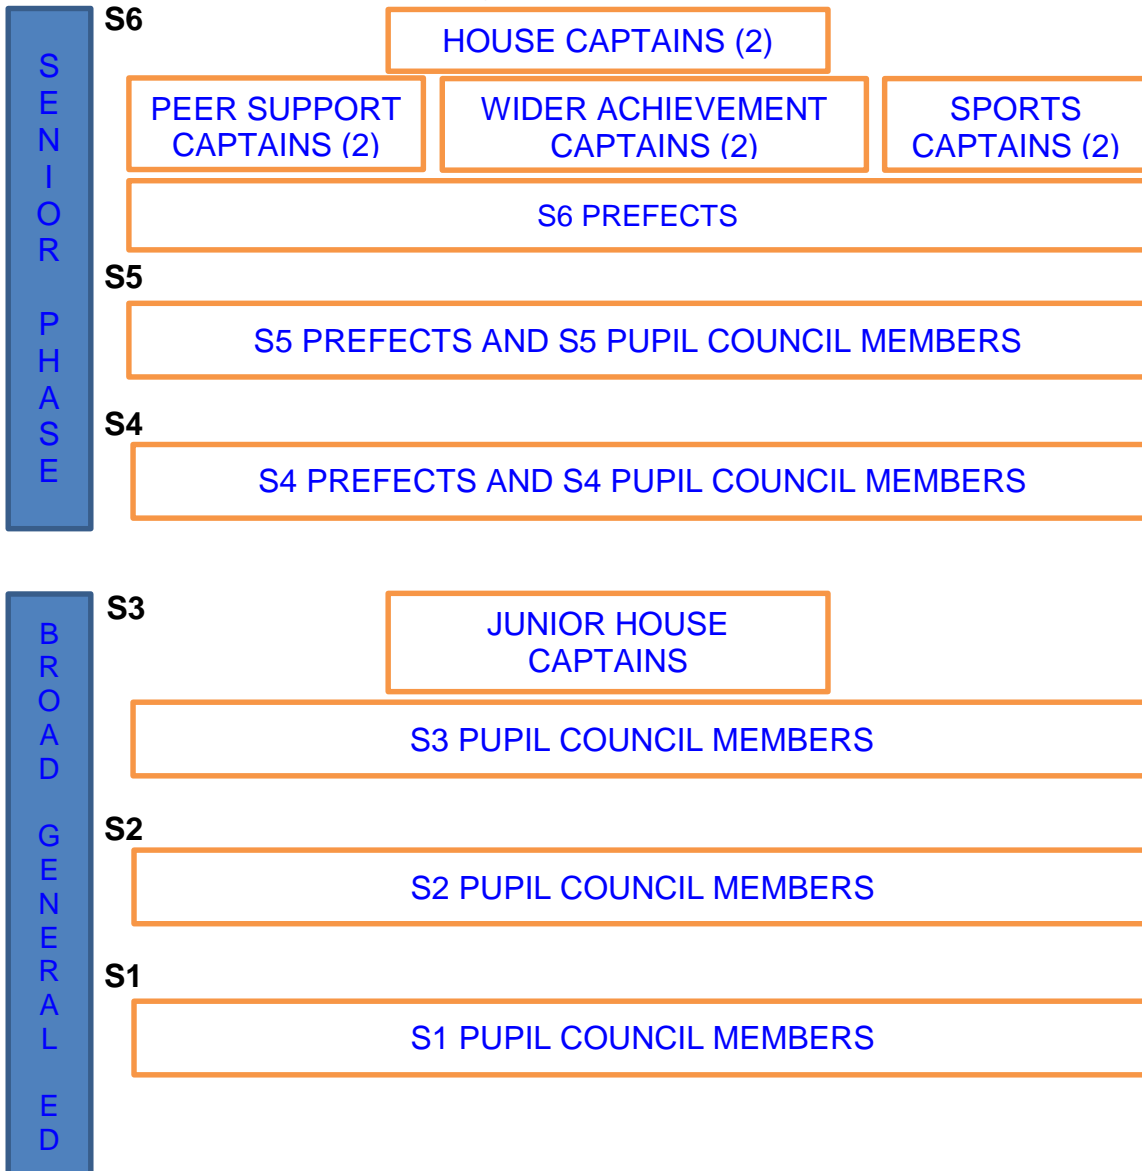 SENIOR PHASE
S6
HOUSE CAPTAINS (2)
PEER SUPPORT
CAPTAINS (2)
WIDER ACHIEVEMENT
CAPTAINS (2)
SPORTS
CAPTAINS (2)
S6 PREFECTS
S5
S5 PREFECTS AND S5 PUPIL COUNCIL MEMBERS
S4
S4 PREFECTS AND S4 PUPIL COUNCIL MEMBERS
BROAD GENERAL ED
S3
JUNIOR HOUSE
CAPTAINS
S3 PUPIL COUNCIL MEMBERS
S2
S2 PUPIL COUNCIL MEMBERS
S1
S1 PUPIL COUNCIL MEMBERS